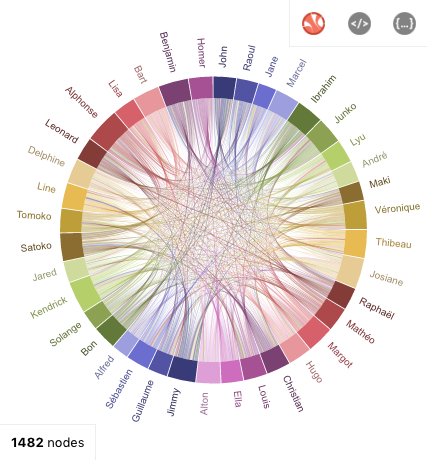 </>
{...}
John
Raoul
Jane
Marcel
Ibrahim
Junko
Lyu
André
Maki
Véronique
Thibeau
Josiane
Raphaël
Mathéo
Margot
Hugo
Christian
Louis
Ella
Alton
Jimmy
Guillaume
Sébastien
Alfred
Bon
Solange
Kendrick
Jared
Satoko
Tomoko
Line
Delphine
Leonard
Alphonse
Lisa
Bart
Benjamin
Homer
1482 nodes